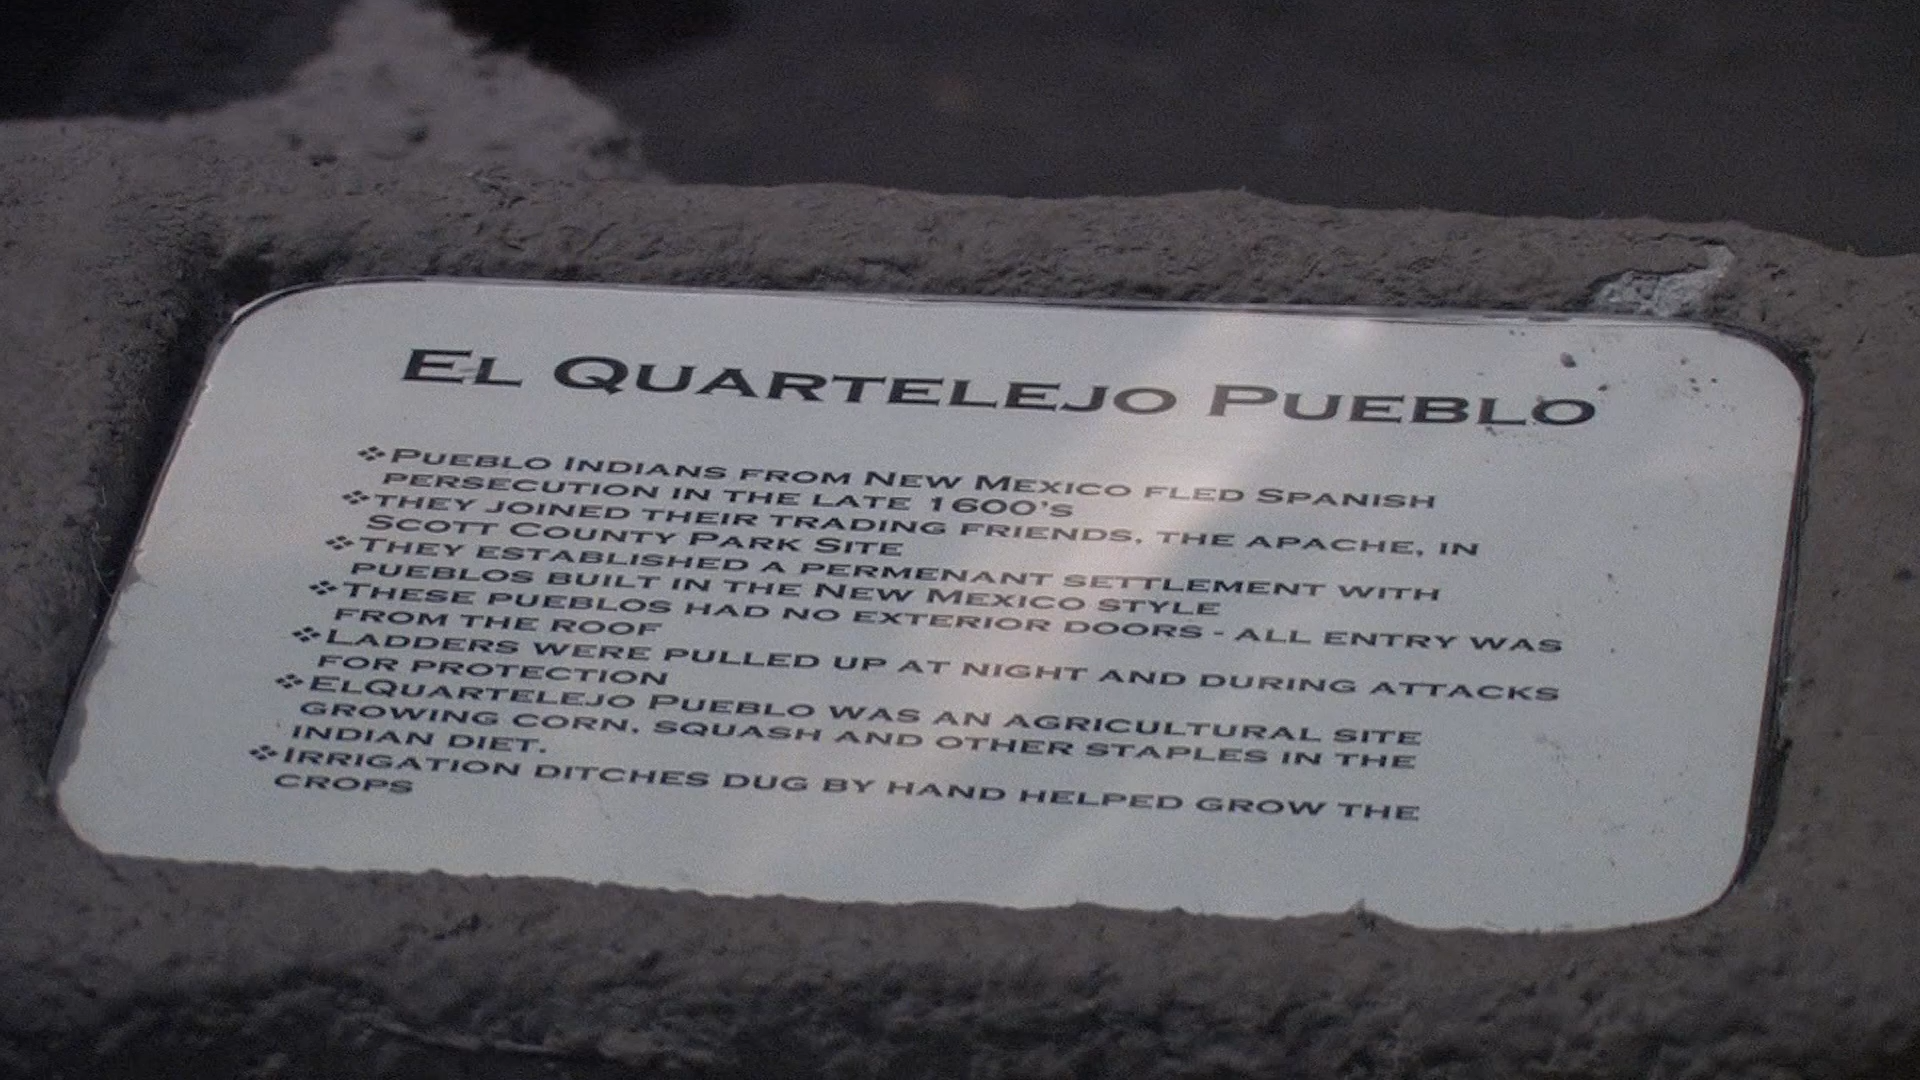 El Quartelejo Pueblo
❖Pueblo Indians from New Mexico fled Spanish
persecution in the late 1600's
❖They joined their trading friends, the Apache, in
Scott County Park Site
❖They established a permenant settlement with
pueblos built in the New Mexico style
❖These pueblos had no exterior doors - all entry was
from the roof
❖Ladders were pulled up at night and during attacks
for protection
❖ElQuartelejo Pueblo was an agricultural site
growing corn, squash and other staples in the
indian diet.
❖Irrigation ditches dug by hand helped grow the
crops